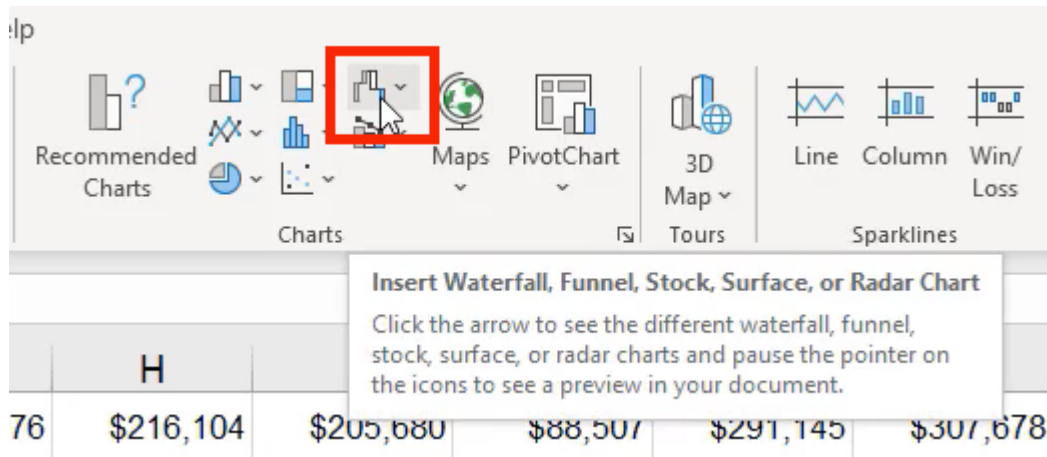 elp
Recommended Charts
Maps
PivotChart
3D Map
Line
Column
Win/ Loss
Charts
Tours
Sparklines
Insert Waterfall, Funnel, Stock, Surface, or Radar Chart
Click the arrow to see the different waterfall, funnel,
stock, surface, or radar charts and pause the pointer on
the icons to see a preview in your document.
H
76 $216,104 $205,680 $88,507 $291,145 $307,678